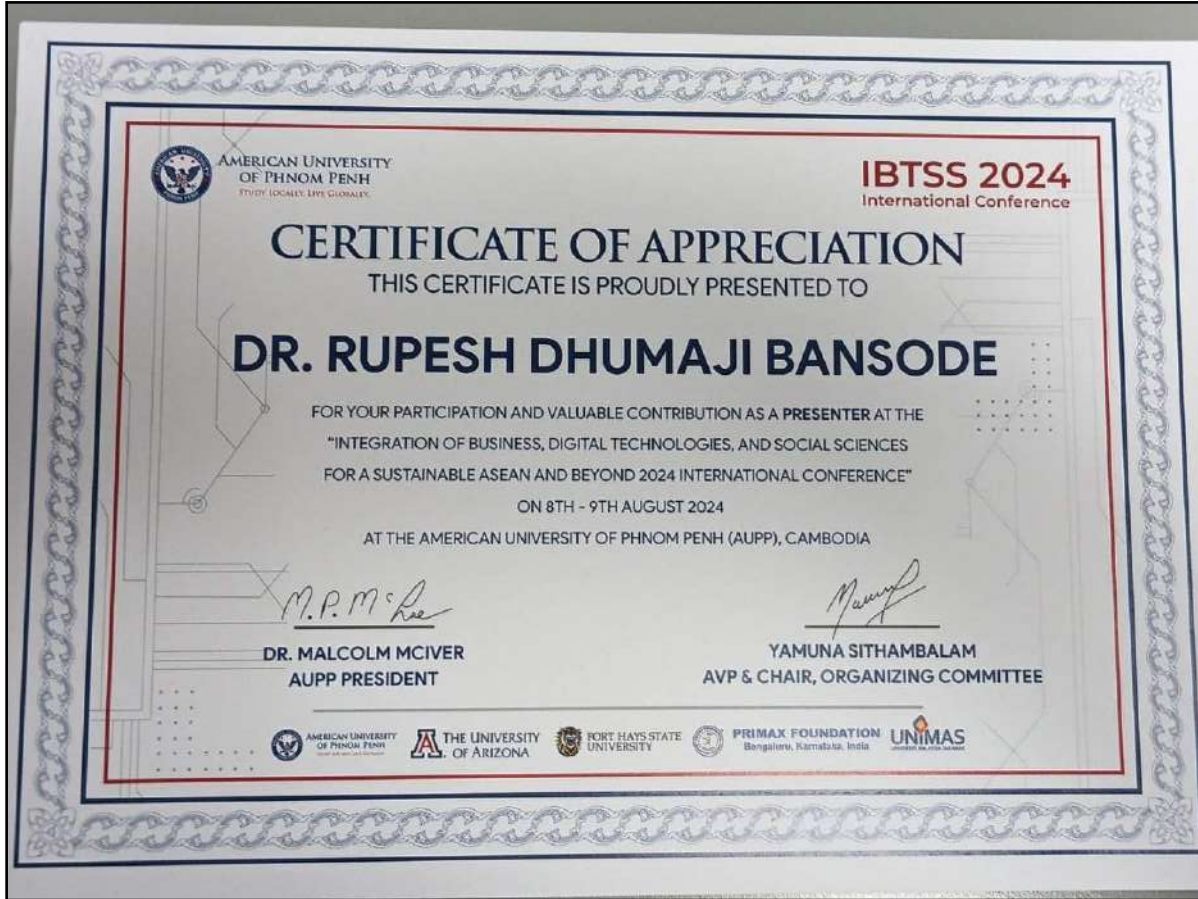 AMERICAN UNIVERSITY
OF PHNOM PENH
STUDY LOCALLY. LIVE GLOBALLY.
IBTSS 2024
International Conference
CERTIFICATE OF APPRECIATION
THIS CERTIFICATE IS PROUDLY PRESENTED TO
DR. RUPESH DHUMAJI BANSODE
FOR YOUR PARTICIPATION AND VALUABLE CONTRIBUTION AS A PRESENTER AT THE
"INTEGRATION OF BUSINESS, DIGITAL TECHNOLOGIES, AND SOCIAL SCIENCES
FOR A SUSTAINABLE ASEAN AND BEYOND 2024 INTERNATIONAL CONFERENCE"
ON 8TH - 9TH AUGUST 2024
AT THE AMERICAN UNIVERSITY OF PHNOM PENH (AUPP), CAMBODIA
DR. MALCOLM MCIVER
AUPP PRESIDENT
YAMUNA SITHAMBALAM
AVP & CHAIR, ORGANIZING COMMITTEE
AMERICAN UNIVERSITY
OF PHNOM PENH
THE UNIVERSITY
OF ARIZONA
FORT HAYS STATE
UNIVERSITY
PRIMAX FOUNDATION
Bengaluru, Karnataka, India
UNIMAS